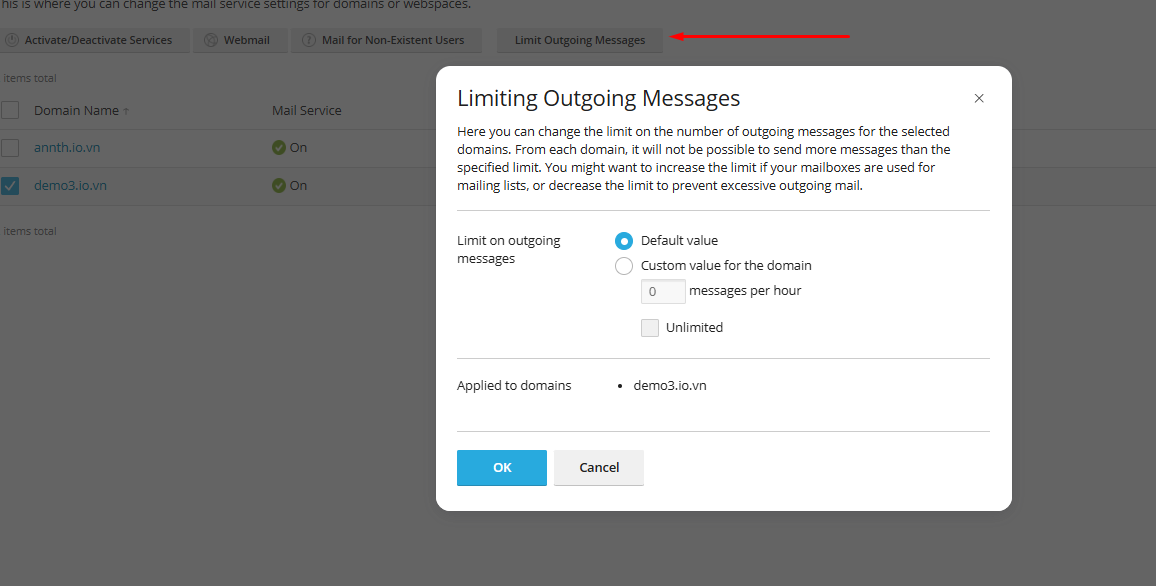 his is where you can change the mail service settings for domains or webspaces.
Activate/Deactivate Services Webmail Mail for Non-Existent Users Limit Outgoing Messages
items total
Domain Name ↑ Mail Service
annth.io.vn On
demo3.io.vn On
items total
Limiting Outgoing Messages
Here you can change the limit on the number of outgoing messages for the selected
domains. From each domain, it will not be possible to send more messages than the
specified limit. You might want to increase the limit if your mailboxes are used for
mailing lists, or decrease the limit to prevent excessive outgoing mail.
Limit on outgoing
messages
Default value
Custom value for the domain
0 messages per hour
Unlimited
Applied to domains
• demo3.io.vn
OK Cancel